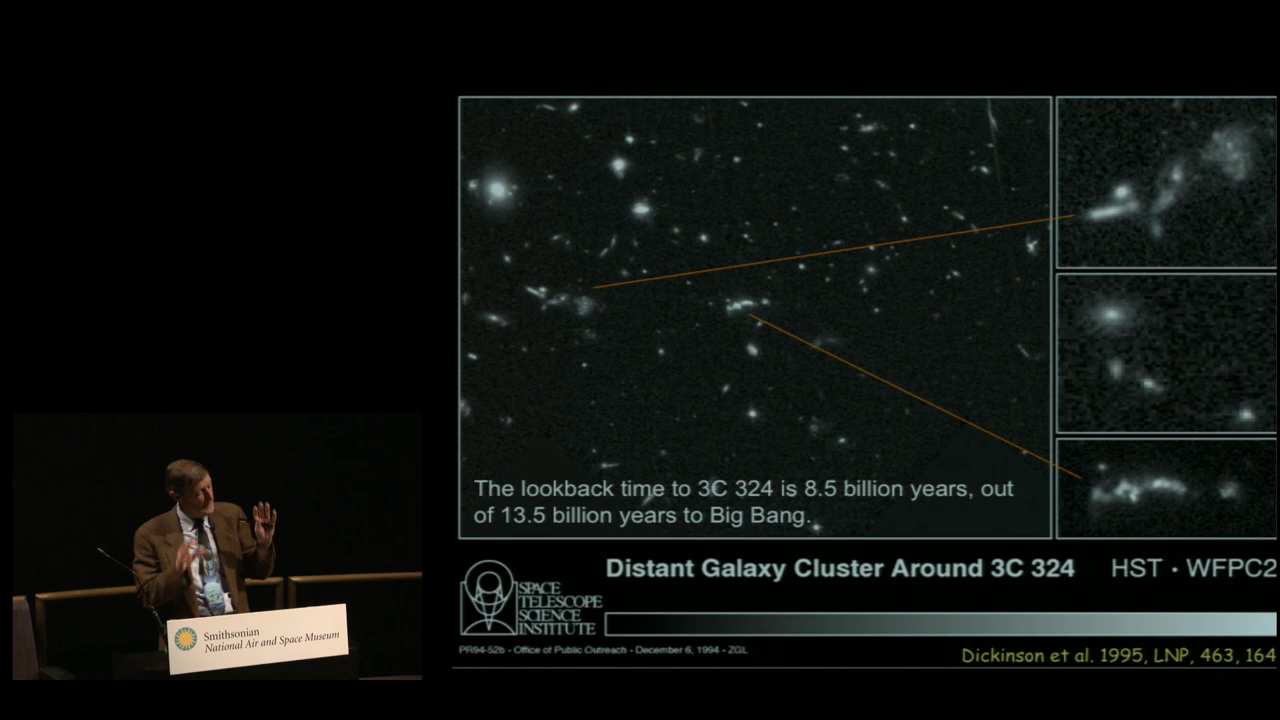 The lookback time to 3C 324 is 8.5 billion years, out
of 13.5 billion years to Big Bang.
Distant Galaxy Cluster Around 3C 324 HST • WFPC2
SPACE
TELESCOPE
SCIENCE
INSTITUTE
PR94-52b • Office of Public Outreach • December 6, 1994 • ZGL
Dickinson et al. 1995, LNP, 463, 164
Smithsonian
National Air and Space Museum